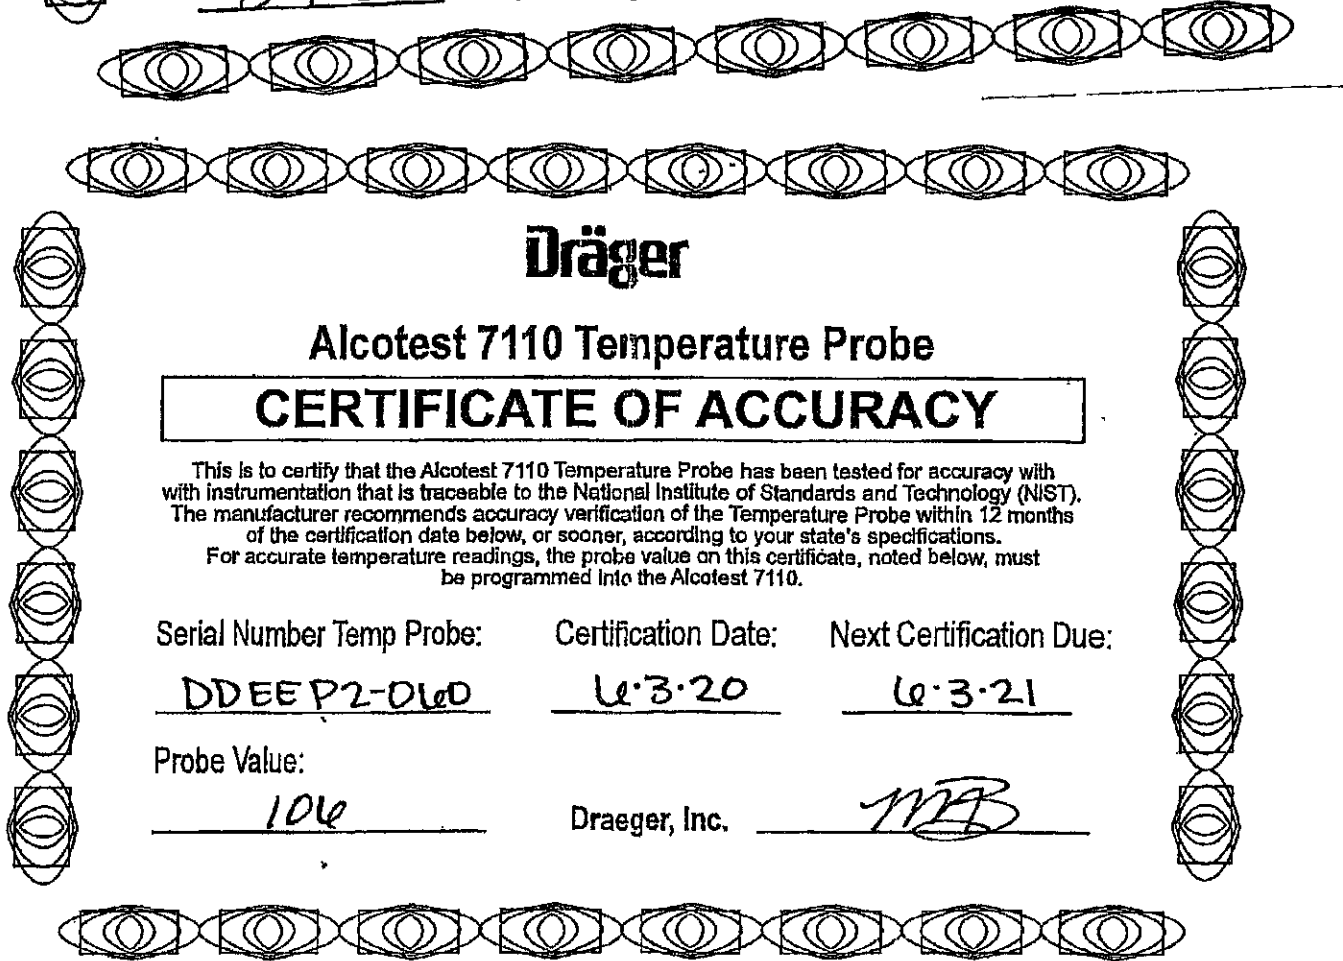 Dräger
Alcotest 7110 Temperature Probe
CERTIFICATE OF ACCURACY
This is to certify that the Alcotest 7110 Temperature Probe has been tested for accuracy with
with instrumentation that is traceable to the National Institute of Standards and Technology (NIST).
The manufacturer recommends accuracy verification of the Temperature Probe within 12 months
of the certification date below, or sooner, according to your state's specifications.
For accurate temperature readings, the probe value on this certificate, noted below, must
be programmed into the Alcotest 7110.
Serial Number Temp Probe: Certification Date: Next Certification Due:
DDEEP2-060 6·3·20 6·3·21
Probe Value:
106 Draeger, Inc.